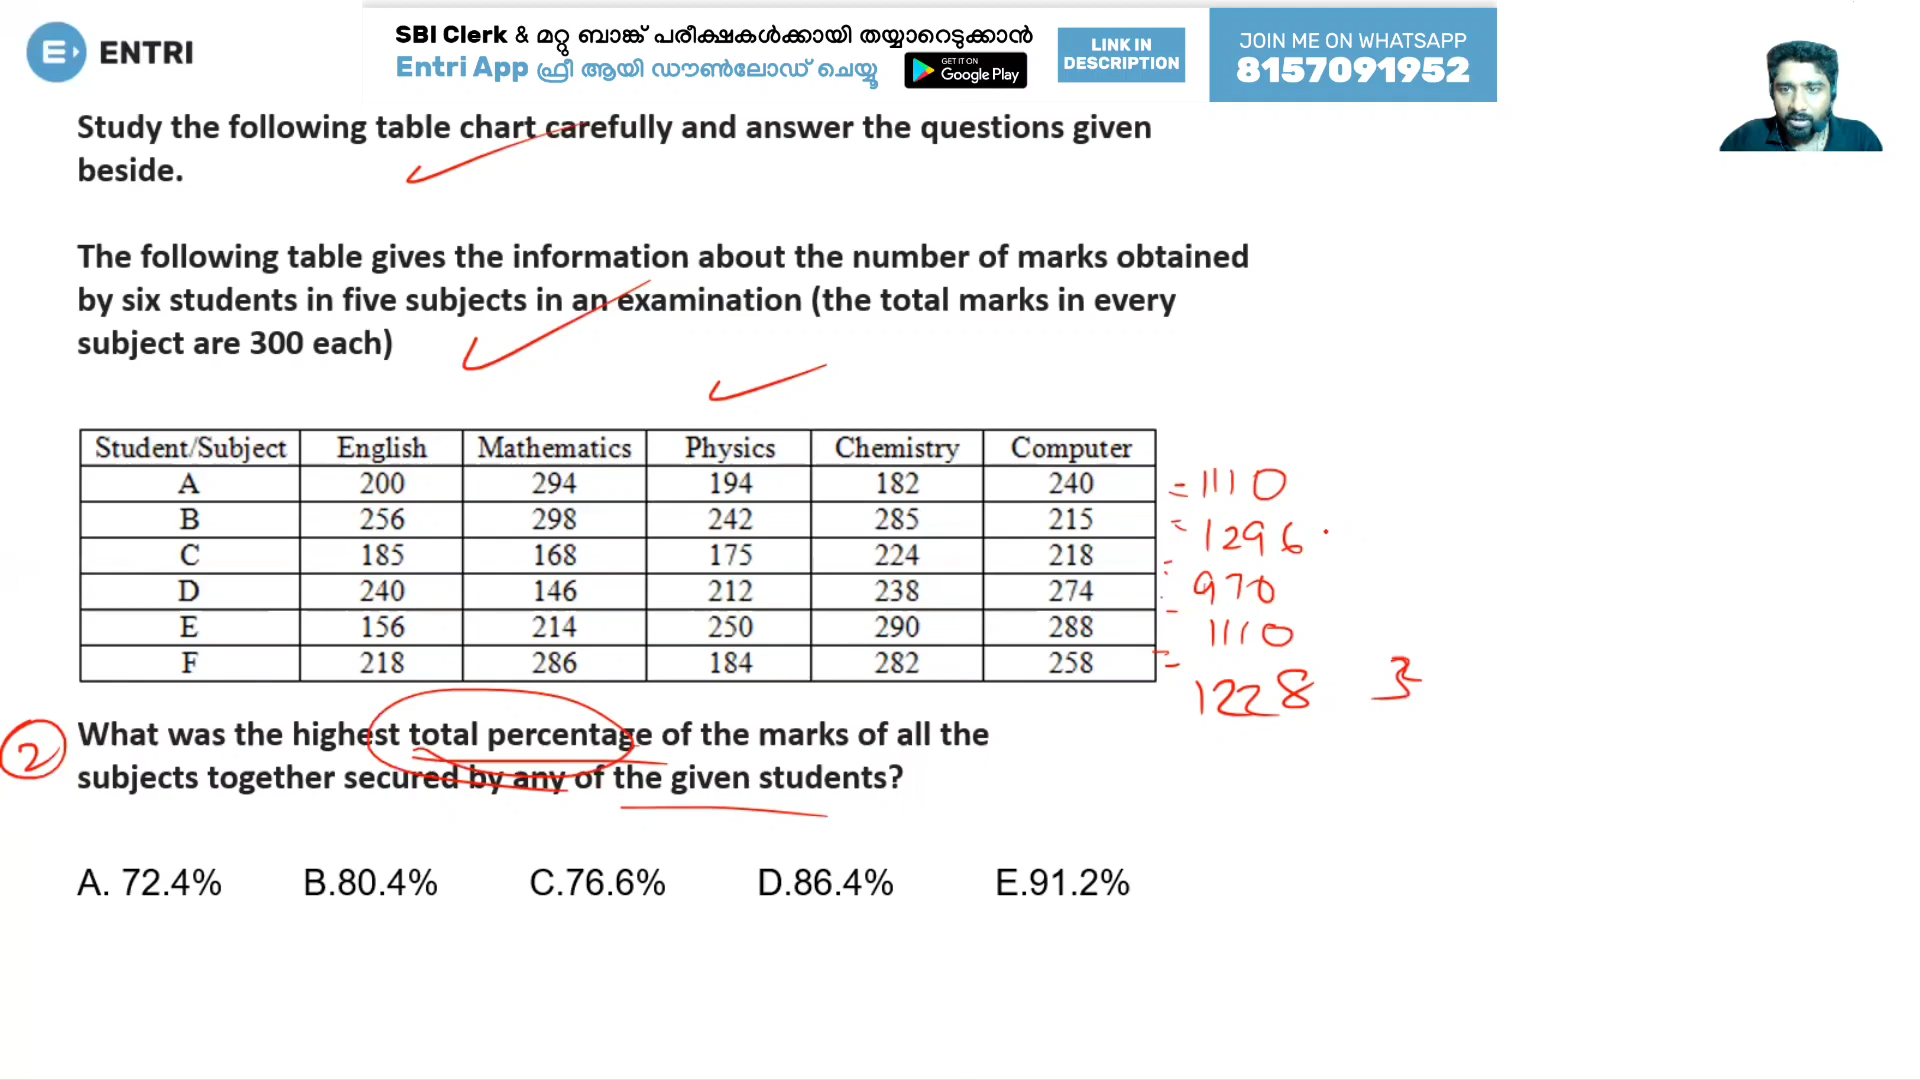 ENTRI
SBI Clerk & മറ്റു ബാങ്ക് പരീക്ഷകൾക്കായി തയ്യാറെടുക്കാൻ
Entri App ഫ്രീ ആയി ഡൗൺലോഡ് ചെയ്യൂ
GET IT ON
Google Play
LINK IN
DESCRIPTION
JOIN ME ON WHATSAPP
8157091952
Study the following table chart carefully and answer the questions given
beside.
The following table gives the information about the number of marks obtained
by six students in five subjects in an examination (the total marks in every
subject are 300 each)
Student/Subject English Mathematics Physics Chemistry Computer
A 200 294 194 182 240 = 1110
B 256 298 242 285 215 = 1296
C 185 168 175 224 218 = 970
D 240 146 212 238 274 = 1110
E 156 214 250 290 288
F 218 286 184 282 258 = 1228 3
2 What was the highest total percentage of the marks of all the
subjects together secured by any of the given students?
A. 72.4% B.80.4% C.76.6% D.86.4% E.91.2%